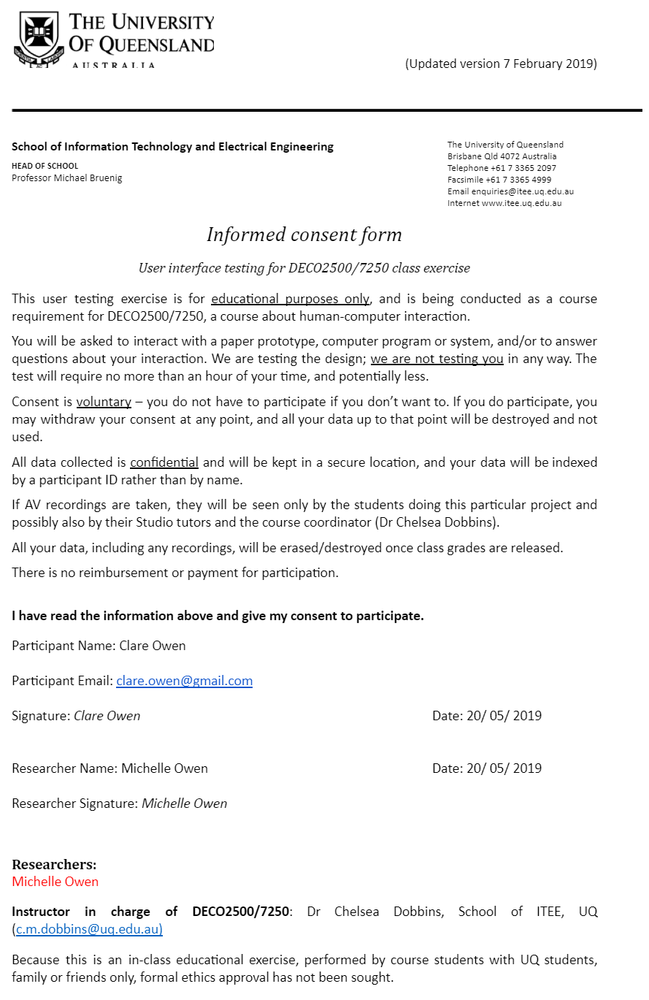 THE UNIVERSITY
OF QUEENSLAND
AUSTRALIA
(Updated version 7 February 2019)
School of Information Technology and Electrical Engineering
HEAD OF SCHOOL
Professor Michael Bruenig
The University of Queensland
Brisbane Qld 4072 Australia
Telephone +61 7 3365 2097
Facsimile +61 7 3365 4999
Email enquiries@itee.uq.edu.au
Internet www.itee.uq.edu.au
Informed consent form
User interface testing for DECO2500/7250 class exercise
This user testing exercise is for educational purposes only, and is being conducted as a course
requirement for DECO2500/7250, a course about human-computer interaction.
You will be asked to interact with a paper prototype, computer program or system, and/or to answer
questions about your interaction. We are testing the design; we are not testing you in any way. The
test will require no more than an hour of your time, and potentially less.
Consent is voluntary – you do not have to participate if you don’t want to. If you do participate, you
may withdraw your consent at any point, and all your data up to that point will be destroyed and not
used.
All data collected is confidential and will be kept in a secure location, and your data will be indexed
by a participant ID rather than by name.
If AV recordings are taken, they will be seen only by the students doing this particular project and
possibly also by their Studio tutors and the course coordinator (Dr Chelsea Dobbins).
All your data, including any recordings, will be erased/destroyed once class grades are released.
There is no reimbursement or payment for participation.
I have read the information above and give my consent to participate.
Participant Name: Clare Owen
Participant Email: clare.owen@gmail.com
Signature: Clare Owen Date: 20/ 05/ 2019
Researcher Name: Michelle Owen Date: 20/ 05/ 2019
Researcher Signature: Michelle Owen
Researchers:
Michelle Owen
Instructor in charge of DECO2500/7250: Dr Chelsea Dobbins, School of ITEE, UQ
(c.m.dobbins@uq.edu.au)
Because this is an in-class educational exercise, performed by course students with UQ students,
family or friends only, formal ethics approval has not been sought.